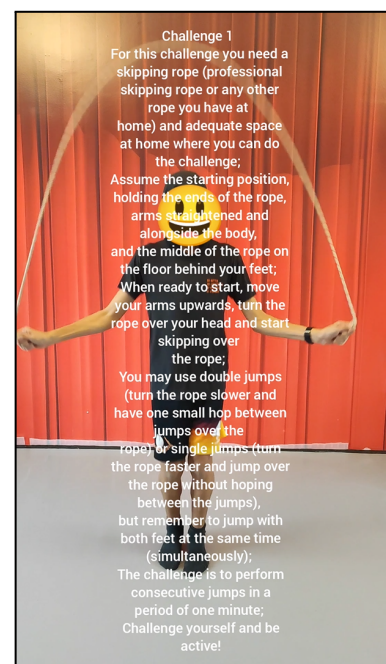 Challenge 1
For this challenge you need a
skipping rope (professional
skipping rope or any other
rope you have at
home) and adequate space
at home where you can do
the challenge;
Assume the starting position,
holding the ends of the rope,
arms straightened and
alongside the body,
and the middle of the rope on
the floor behind your feet;
When ready to start, move
your arms upwards, turn the
rope over your head and start
skipping over
the rope;
You may use double jumps
(turn the rope slower and
have one small hop between
jumps over the
rope) or single jumps (turn
the rope faster and jump over
the rope without hoping
between the jumps),
but remember to jump with
both feet at the same time
(simultaneously);
The challenge is to perform
consecutive jumps in a
period of one minute;
Challenge yourself and be
active!